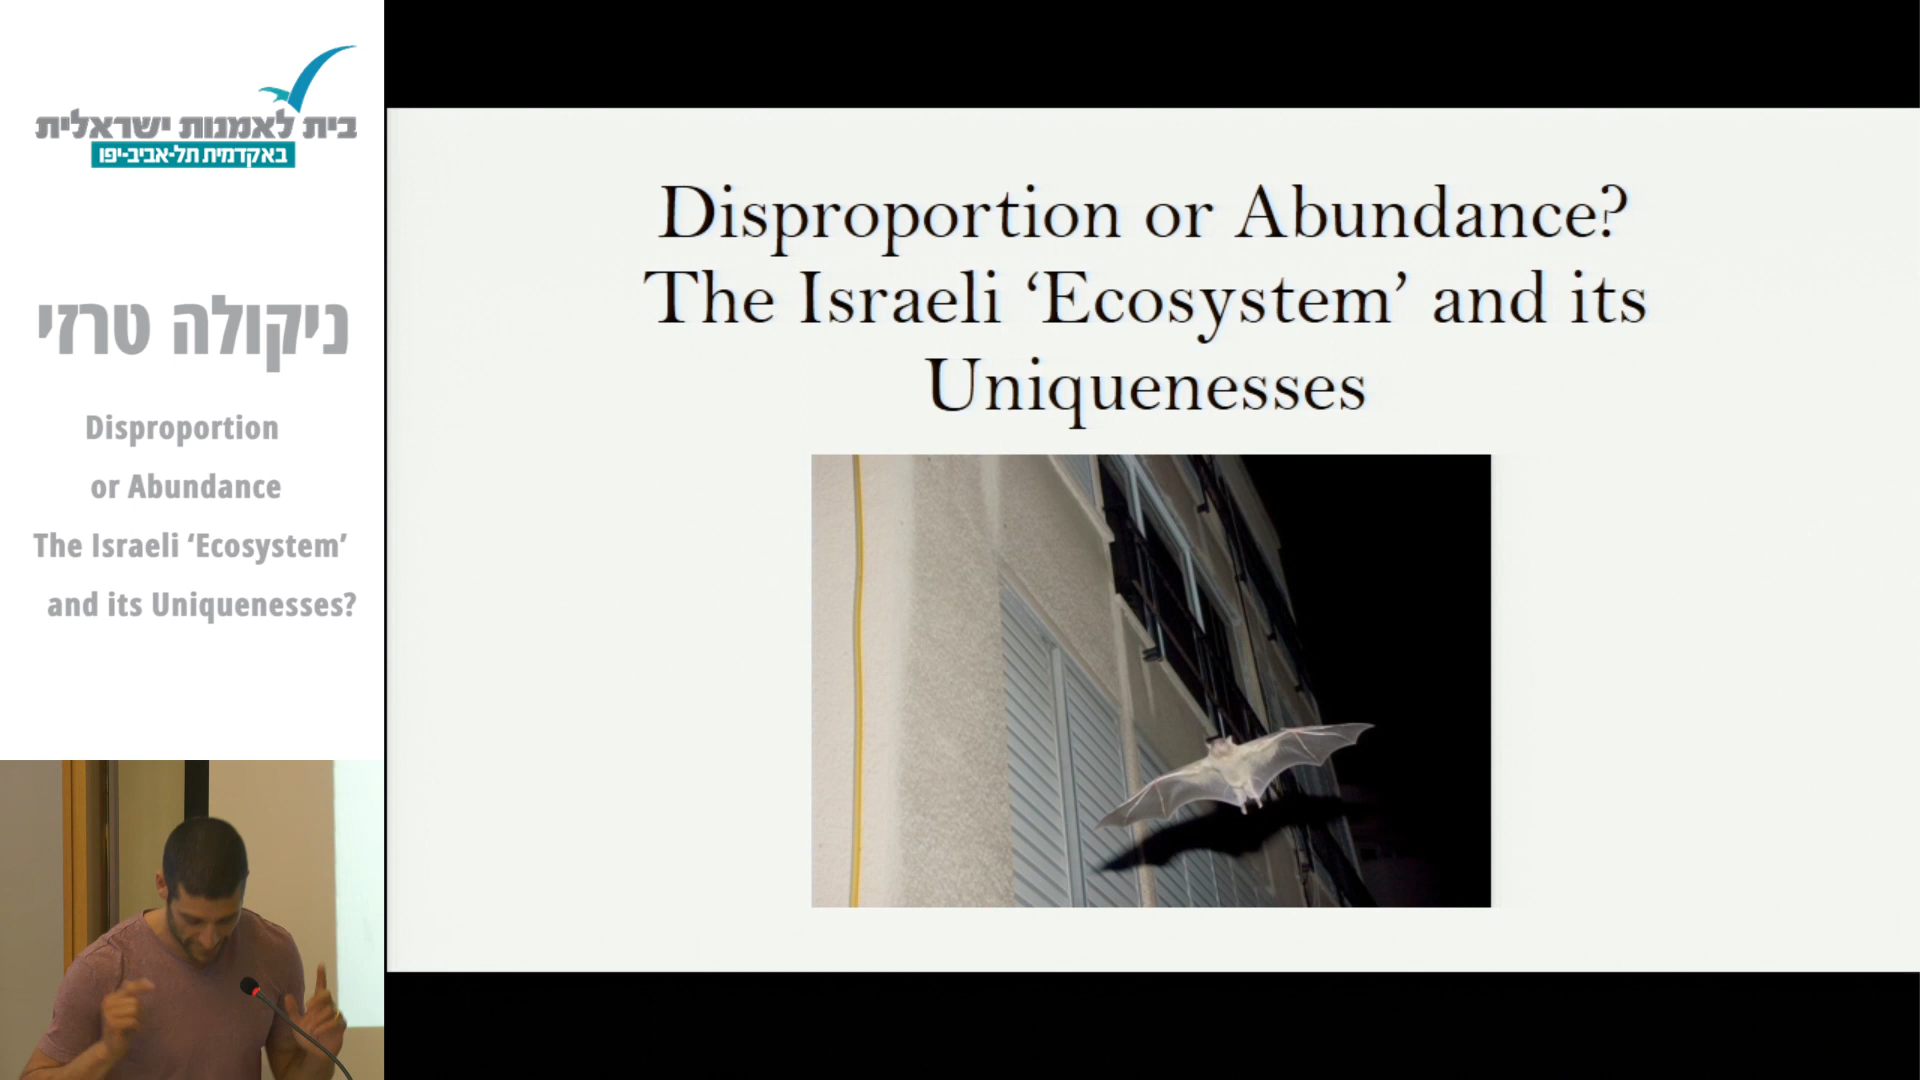 בית לאמנות ישראלית
באקדמית תל-אביב-יפו
ניקולה טרזי
Disproportion
or Abundance
The Israeli ‘Ecosystem’
and its Uniquenesses?
Disproportion or Abundance?
The Israeli ‘Ecosystem’ and its
Uniquenesses